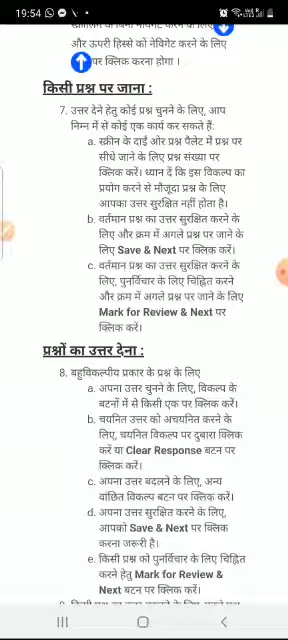 19:54
और ऊपरी हिस्से को नेविगेट करने के लिए
पर क्लिक करना होगा ।
किसी प्रश्न पर जाना :
7. उत्तर देने हेतु कोई प्रश्न चुनने के लिए, आप
निम्न में से कोई एक कार्य कर सकते हैं:
a. स्क्रीन के दाईं ओर प्रश्न पैलेट में प्रश्न पर
सीधे जाने के लिए प्रश्न संख्या पर
क्लिक करें। ध्यान दें कि इस विकल्प का
प्रयोग करने से मौजूदा प्रश्न के लिए
आपका उत्तर सुरक्षित नहीं होता है।
b. वर्तमान प्रश्न का उत्तर सुरक्षित करने के
लिए और क्रम में अगले प्रश्न पर जाने के
लिए Save & Next पर क्लिक करें।
c. वर्तमान प्रश्न का उत्तर सुरक्षित करने के
लिए, पुनर्विचार के लिए चिह्नित करने
और क्रम में अगले प्रश्न पर जाने के लिए
Mark for Review & Next पर
क्लिक करें।
प्रश्नों का उत्तर देना :
8. बहुविकल्पीय प्रकार के प्रश्न के लिए
a. अपना उत्तर चुनने के लिए, विकल्प के
बटनों में से किसी एक पर क्लिक करें।
b. चयनित उत्तर को अचयनित करने के
लिए, चयनित विकल्प पर दुबारा क्लिक
करें या Clear Response बटन पर
क्लिक करें।
c. अपना उत्तर बदलने के लिए, अन्य
वांछित विकल्प बटन पर क्लिक करें।
d. अपना उत्तर सुरक्षित करने के लिए,
आपको Save & Next पर क्लिक
करना जरूरी है।
e. किसी प्रश्न को पुनर्विचार के लिए चिह्नित
करने हेतु Mark for Review &
Next बटन पर क्लिक करें।